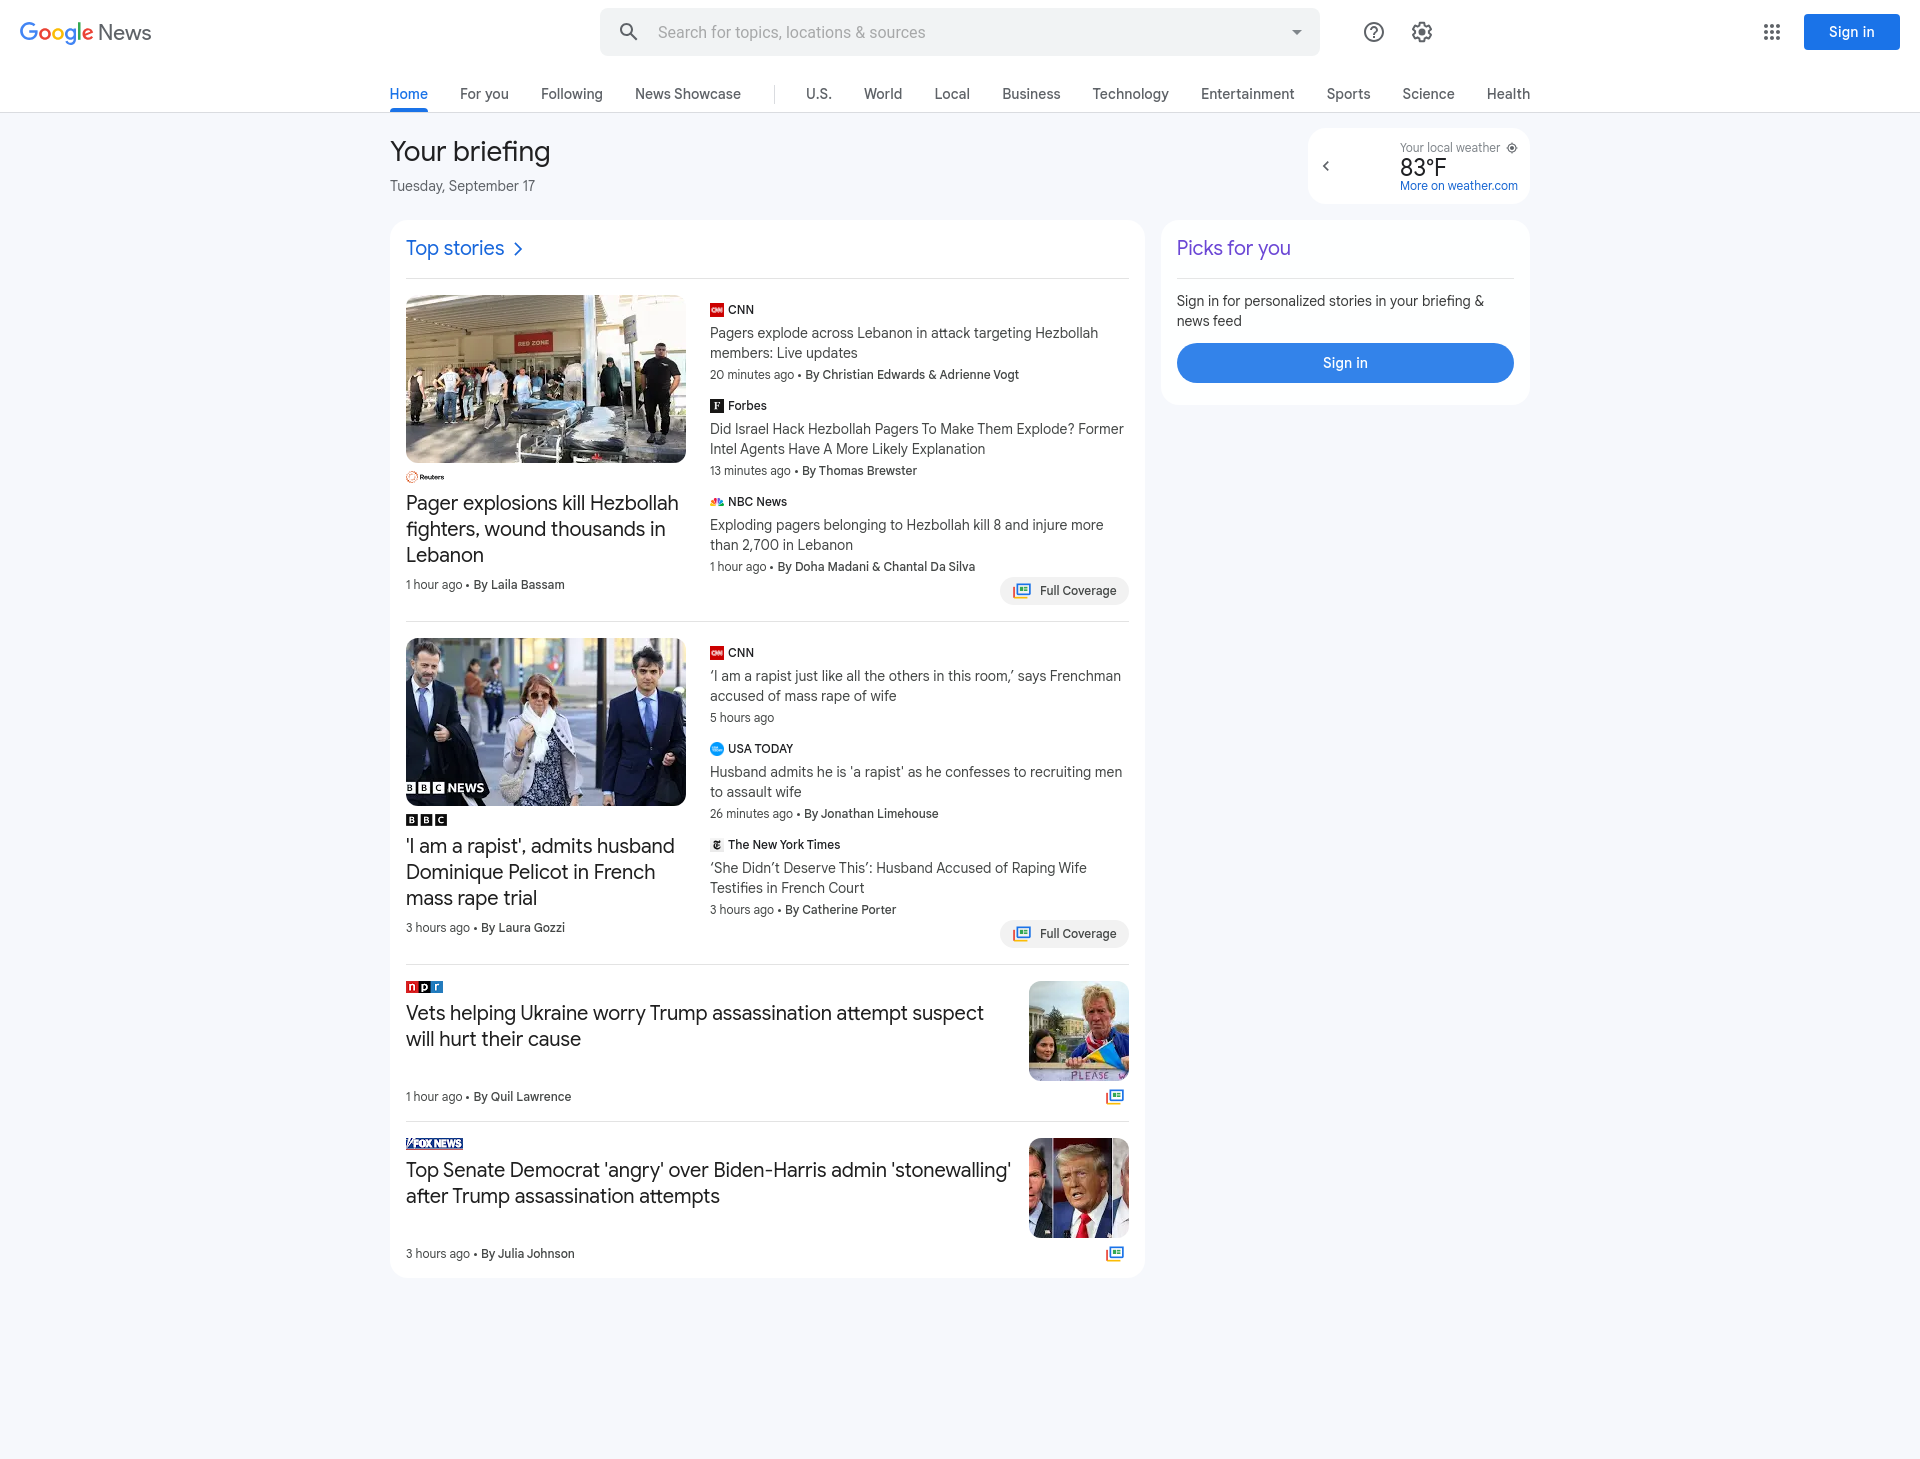 Google News
Search for topics, locations & sources
Sign in
Home
For you
Following
News Showcase
U.S.
World
Local
Business
Technology
Entertainment
Sports
Science
Health
Your briefing
Tuesday, September 17
Your local weather
83°F
More on weather.com
Top stories
RED ZONE
Reuters
Pager explosions kill Hezbollah
fighters, wound thousands in
Lebanon
1 hour ago • By Laila Bassam
CNN
CNN
Pagers explode across Lebanon in attack targeting Hezbollah
members: Live updates
20 minutes ago • By Christian Edwards & Adrienne Vogt
F
Forbes
Did Israel Hack Hezbollah Pagers To Make Them Explode? Former
Intel Agents Have A More Likely Explanation
13 minutes ago • By Thomas Brewster
NBC News
Exploding pagers belonging to Hezbollah kill 8 and injure more
than 2,700 in Lebanon
1 hour ago • By Doha Madani & Chantal Da Silva
Full Coverage
BBC NEWS
BBC
'I am a rapist', admits husband
Dominique Pelicot in French
mass rape trial
3 hours ago • By Laura Gozzi
CNN
CNN
‘I am a rapist just like all the others in this room,’ says Frenchman
accused of mass rape of wife
5 hours ago
USA TODAY
Husband admits he is 'a rapist' as he confesses to recruiting men
to assault wife
26 minutes ago • By Jonathan Limehouse
The New York Times
‘She Didn’t Deserve This’: Husband Accused of Raping Wife
Testifies in French Court
3 hours ago • By Catherine Porter
Full Coverage
npr
Vets helping Ukraine worry Trump assassination attempt suspect
will hurt their cause
1 hour ago • By Quil Lawrence
PLEASE
FOX NEWS
Top Senate Democrat 'angry' over Biden-Harris admin 'stonewalling'
after Trump assassination attempts
3 hours ago • By Julia Johnson
Picks for you
Sign in for personalized stories in your briefing &
news feed
Sign in